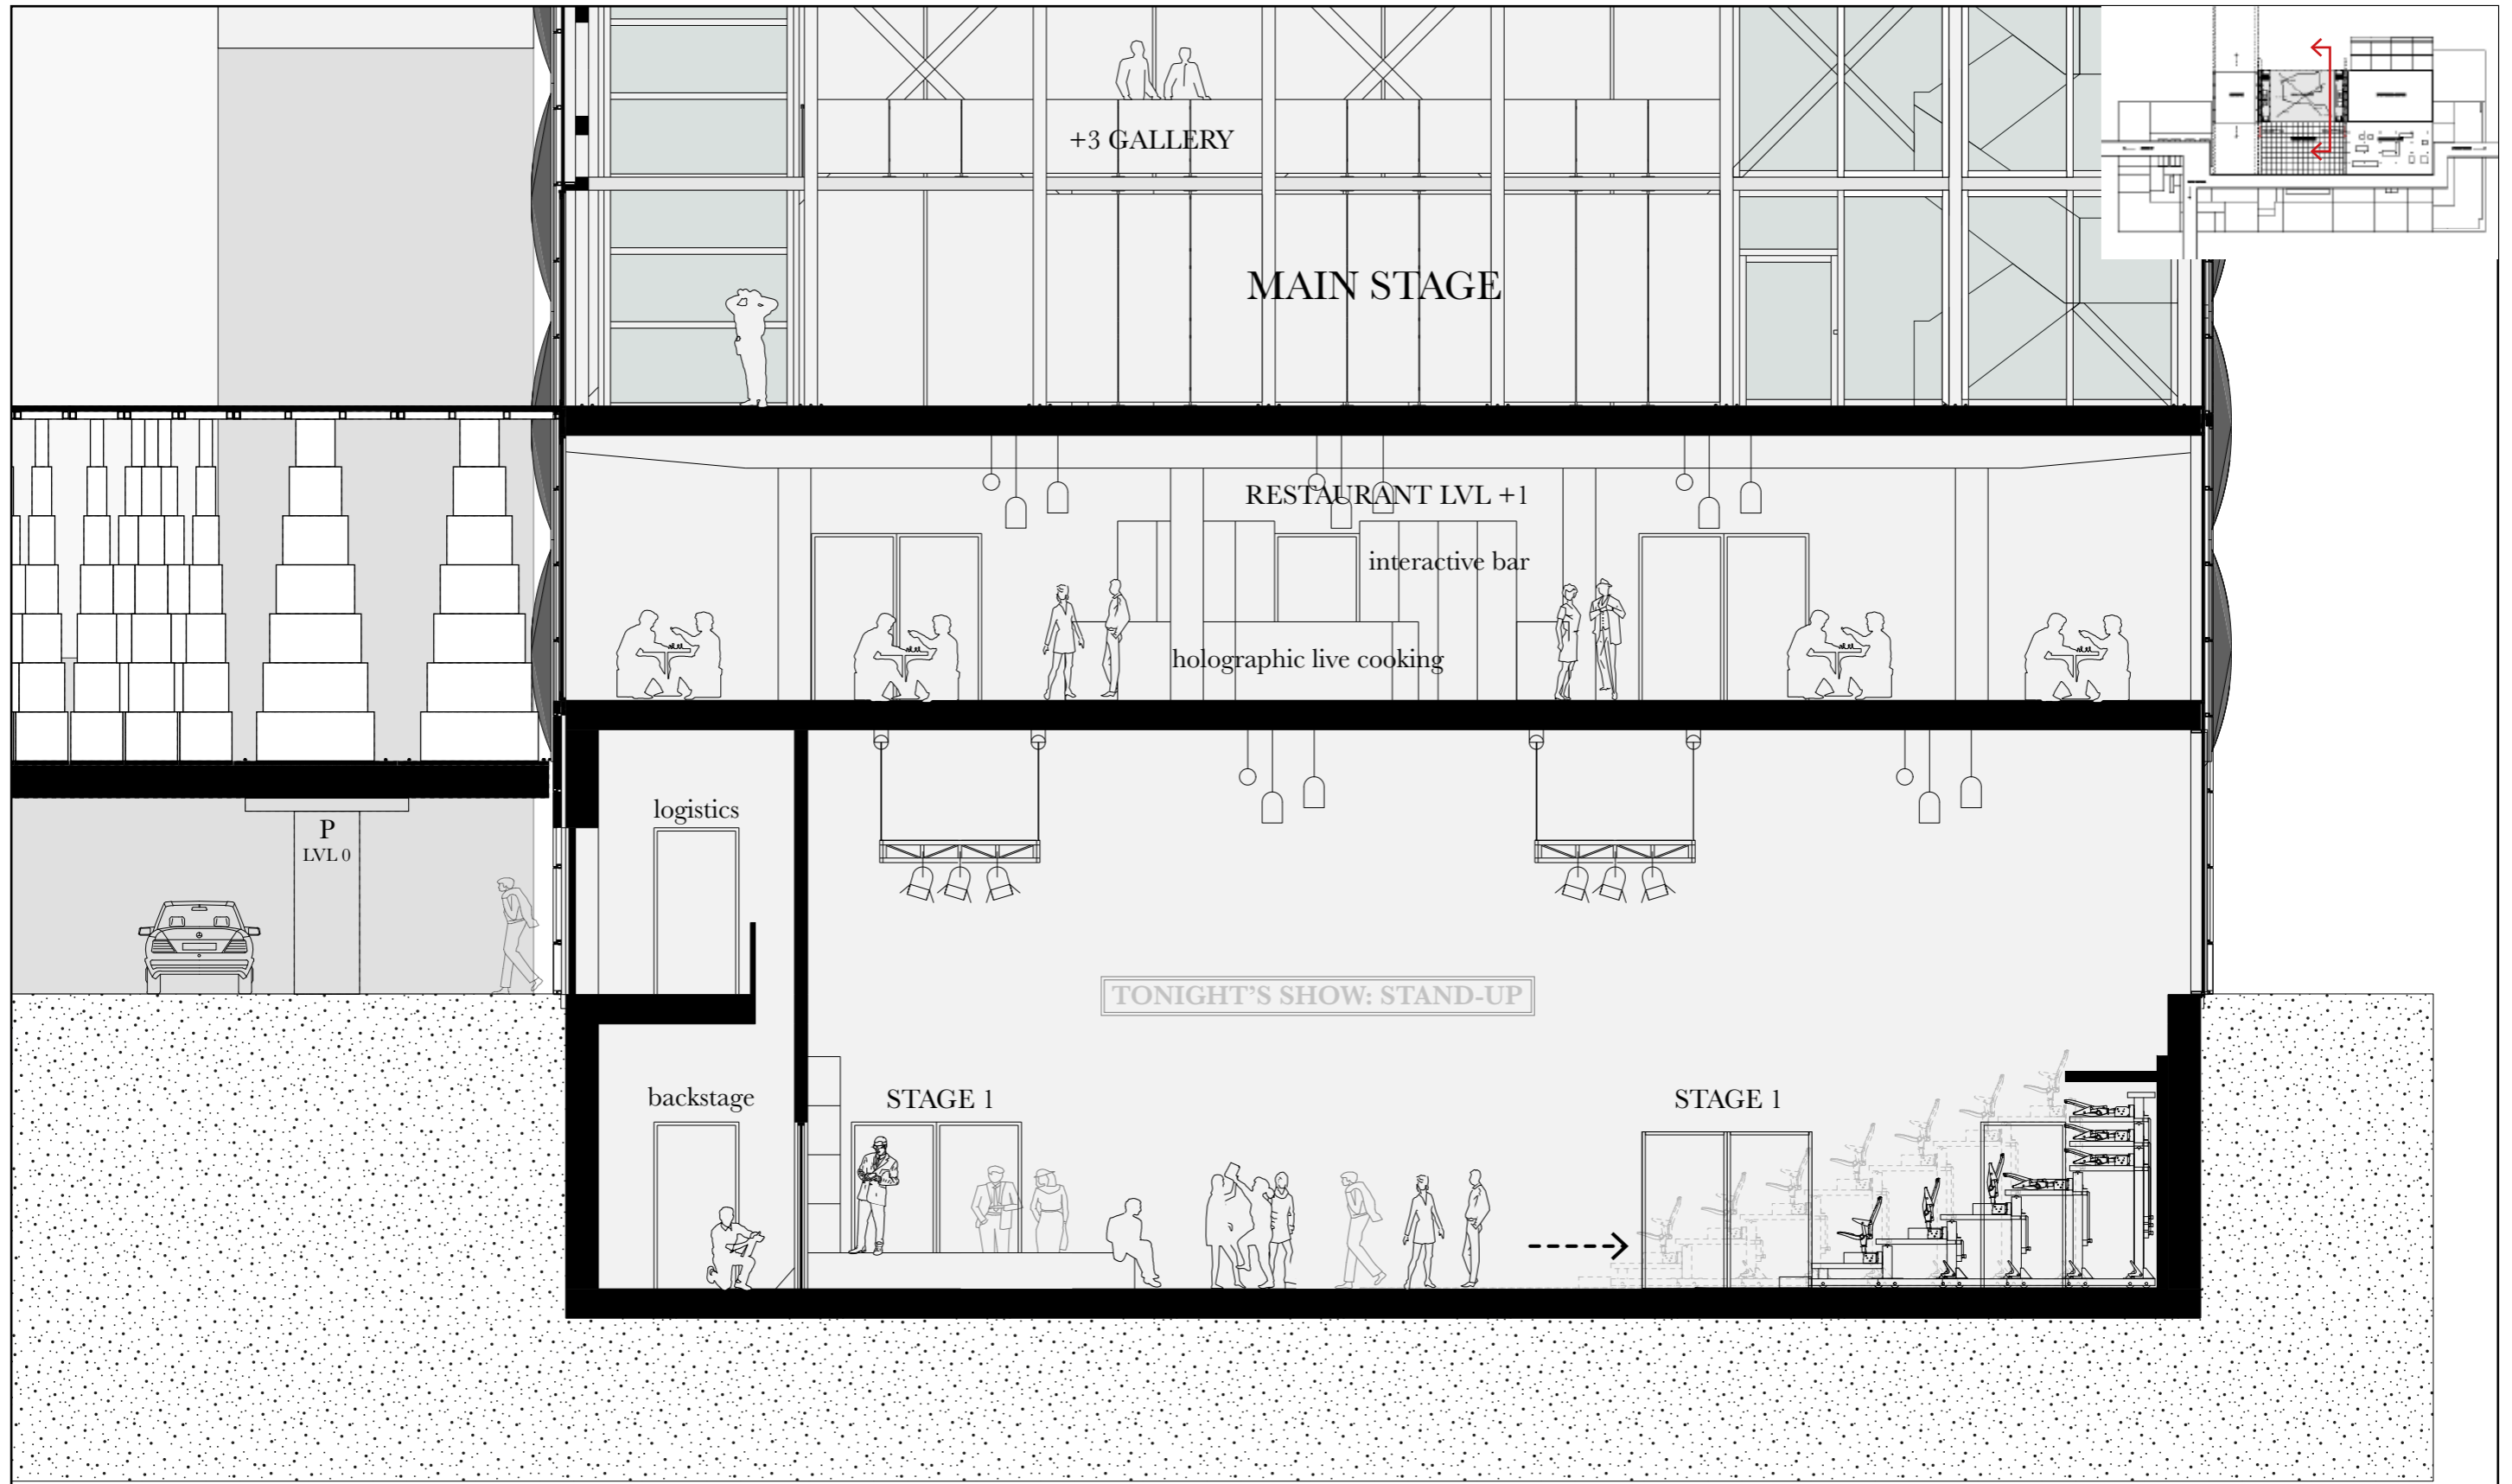 +3 GALLERY
MAIN STAGE
RESTAURANT LVL +1
interactive bar
holographic live cooking
logistics
P
LVL 0
TONIGHT'S SHOW: STAND-UP
backstage
STAGE 1
STAGE 1